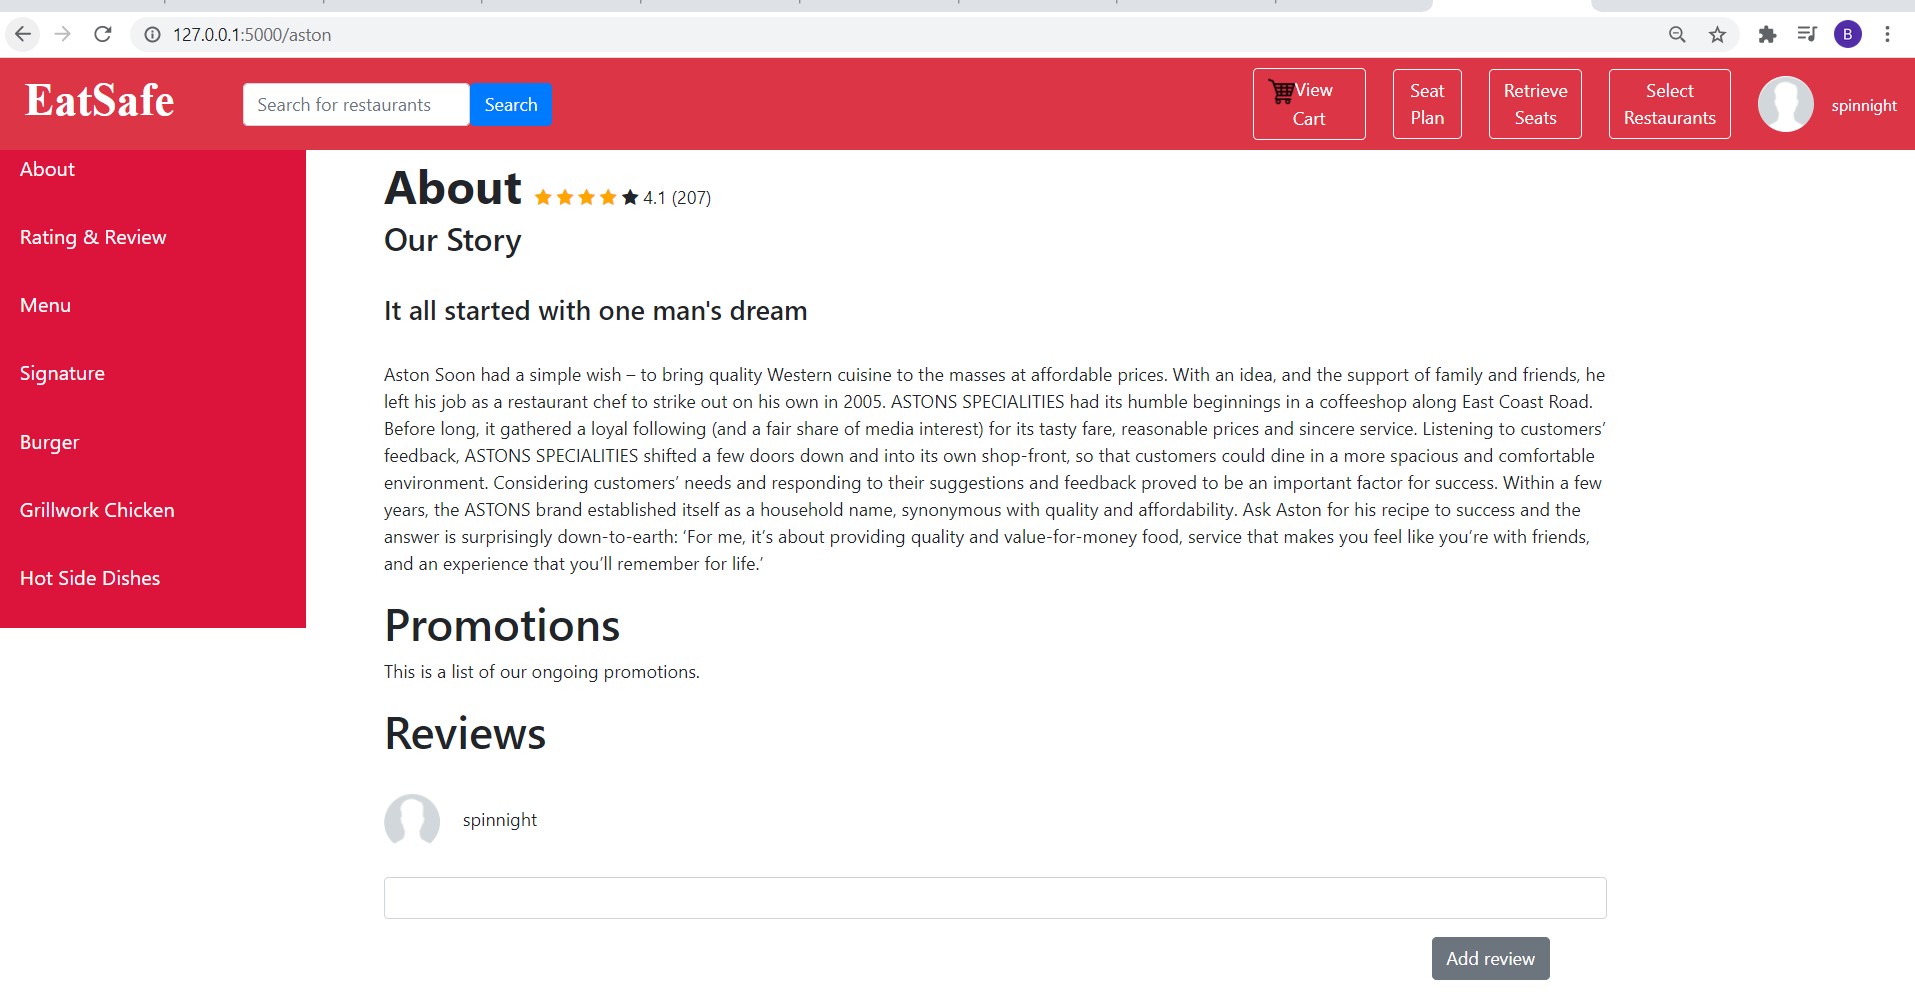 127.0.0.1:5000/aston
B
EatSafe
Search for restaurants
Search
View
Cart
Seat
Plan
Retrieve
Seats
Select
Restaurants
spinnight
About
Rating & Review
Menu
Signature
Burger
Grillwork Chicken
Hot Side Dishes
About 4.1 (207)
Our Story
It all started with one man's dream
Aston Soon had a simple wish – to bring quality Western cuisine to the masses at affordable prices. With an idea, and the support of family and friends, he
left his job as a restaurant chef to strike out on his own in 2005. ASTONS SPECIALITIES had its humble beginnings in a coffeeshop along East Coast Road.
Before long, it gathered a loyal following (and a fair share of media interest) for its tasty fare, reasonable prices and sincere service. Listening to customers’
feedback, ASTONS SPECIALITIES shifted a few doors down and into its own shop-front, so that customers could dine in a more spacious and comfortable
environment. Considering customers’ needs and responding to their suggestions and feedback proved to be an important factor for success. Within a few
years, the ASTONS brand established itself as a household name, synonymous with quality and affordability. Ask Aston for his recipe to success and the
answer is surprisingly down-to-earth: ‘For me, it’s about providing quality and value-for-money food, service that makes you feel like you’re with friends,
and an experience that you’ll remember for life.’
Promotions
This is a list of our ongoing promotions.
Reviews
spinnight
Add review